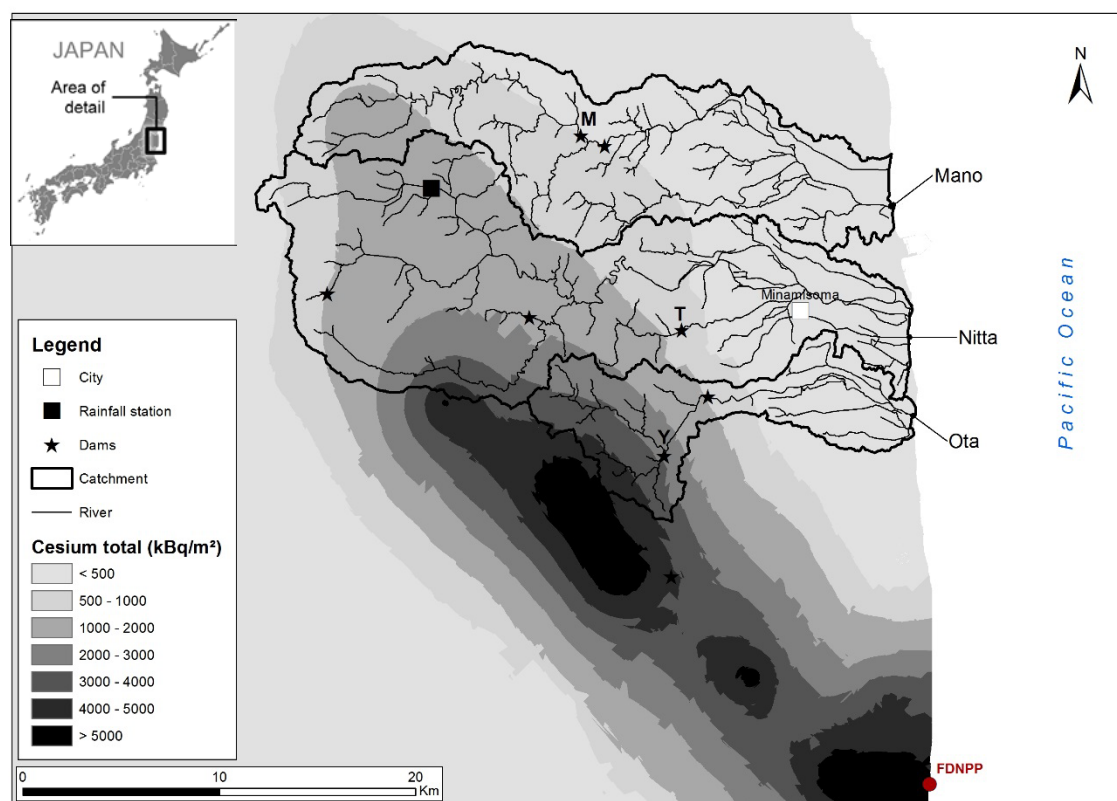 JAPAN
Area of
detail
N
M
Mano
Minamisoma
T
Nitta
Pacific Ocean
Ota
Y
Legend
City
Rainfall station
Dams
Catchment
River
Cesium total (kBq/m²)
< 500
500 - 1000
1000 - 2000
2000 - 3000
3000 - 4000
4000 - 5000
> 5000
0
10
20
Km
FDNPP